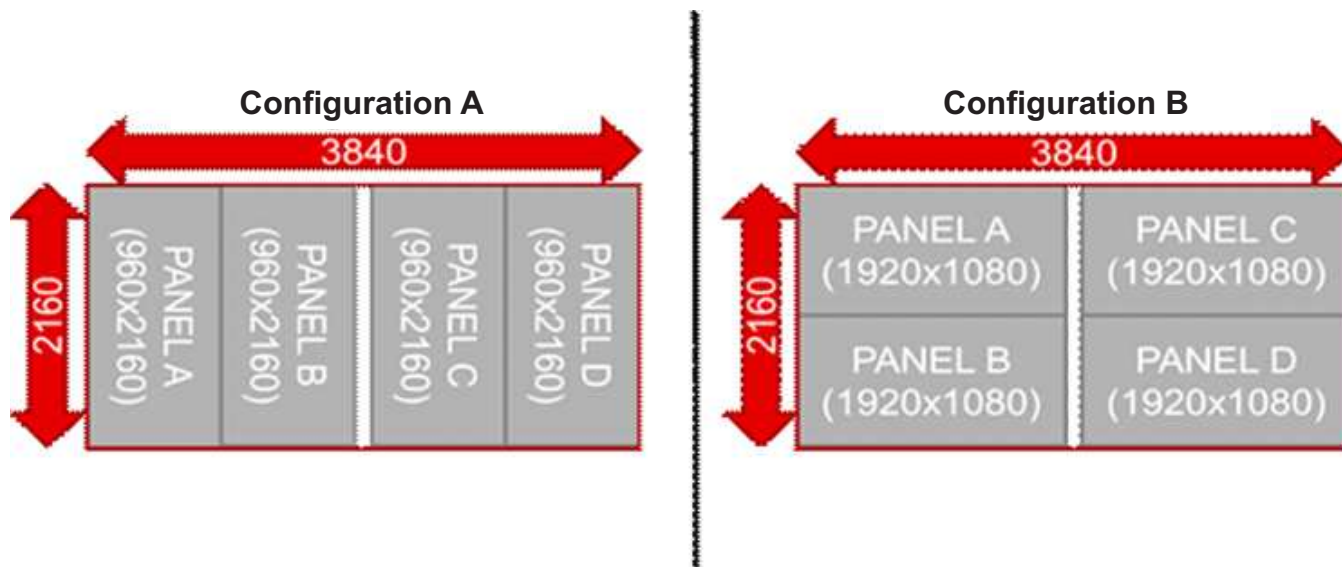 Configuration A
3840
2160
PANEL A
(960x2160)
PANEL B
(960x2160)
PANEL C
(960x2160)
PANEL D
(960x2160)
Configuration B
3840
2160
PANEL A
(1920x1080)
PANEL C
(1920x1080)
PANEL B
(1920x1080)
PANEL D
(1920x1080)